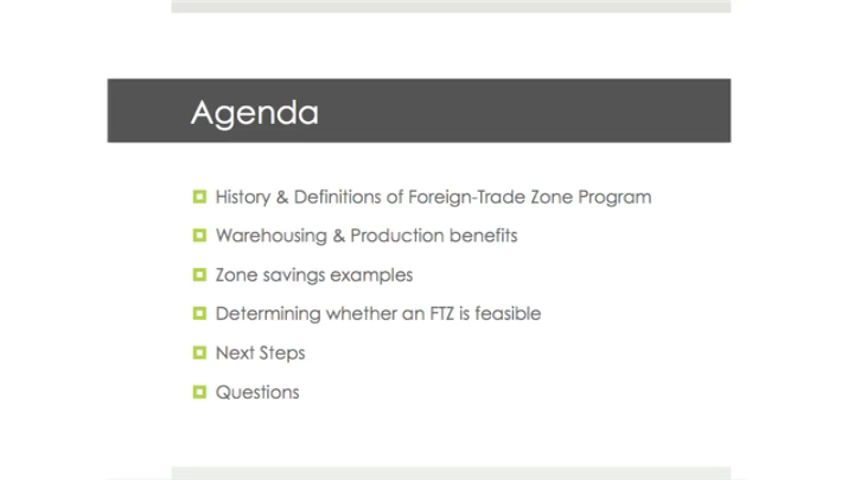 Agenda
History & Definitions of Foreign-Trade Zone Program
Warehousing & Production benefits
Zone savings examples
Determining whether an FTZ is feasible
Next Steps
Questions